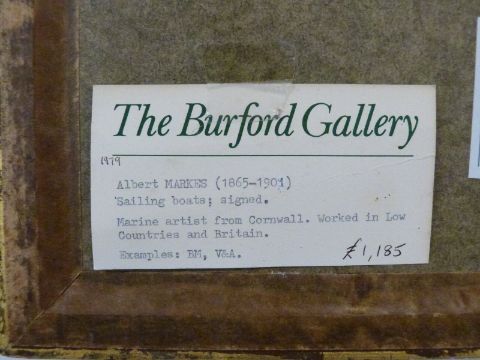 The Burford Gallery
1979
Albert MARKES (1865-1901)
Sailing boats; signed.
Marine artist from Cornwall. Worked in Low
Countries and Britain.
Examples: BM, V&A.
£1,185